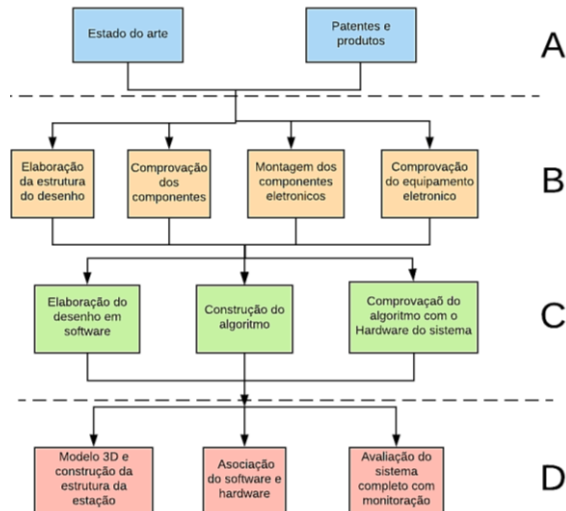 Estado do arte
Patentes e
produtos
A
Elaboração
da estrutura
do desenho
Comprovação
dos
componentes
Montagem dos
componentes
eletronicos
Comprovação
do equipamento
eletronico
B
Elaboração do
desenho em
software
Construção do
algoritmo
Comprovaçaõ do
algoritmo com o
Hardware do sistema
C
Modelo 3D e
construção da
estrutura da
estação
Asociação
do software e
hardware
Avaliação do
sistema
completo com
monitoração
D